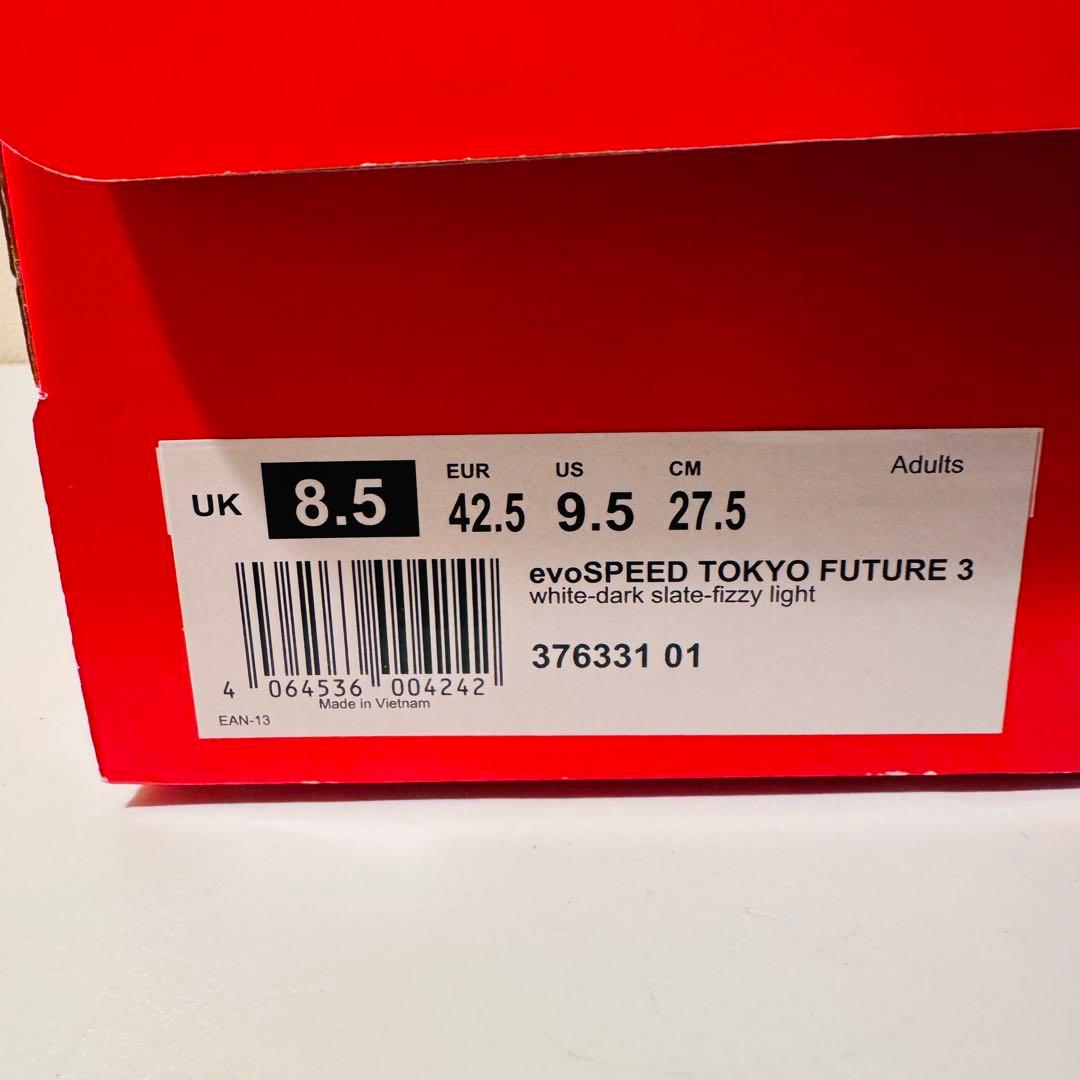 UK 8.5 EUR 42.5 US 9.5 CM 27.5 Adults
evoSPEED TOKYO FUTURE 3
white-dark slate-fizzy light
376331 01
4 064536 004242
Made in Vietnam
EAN-13